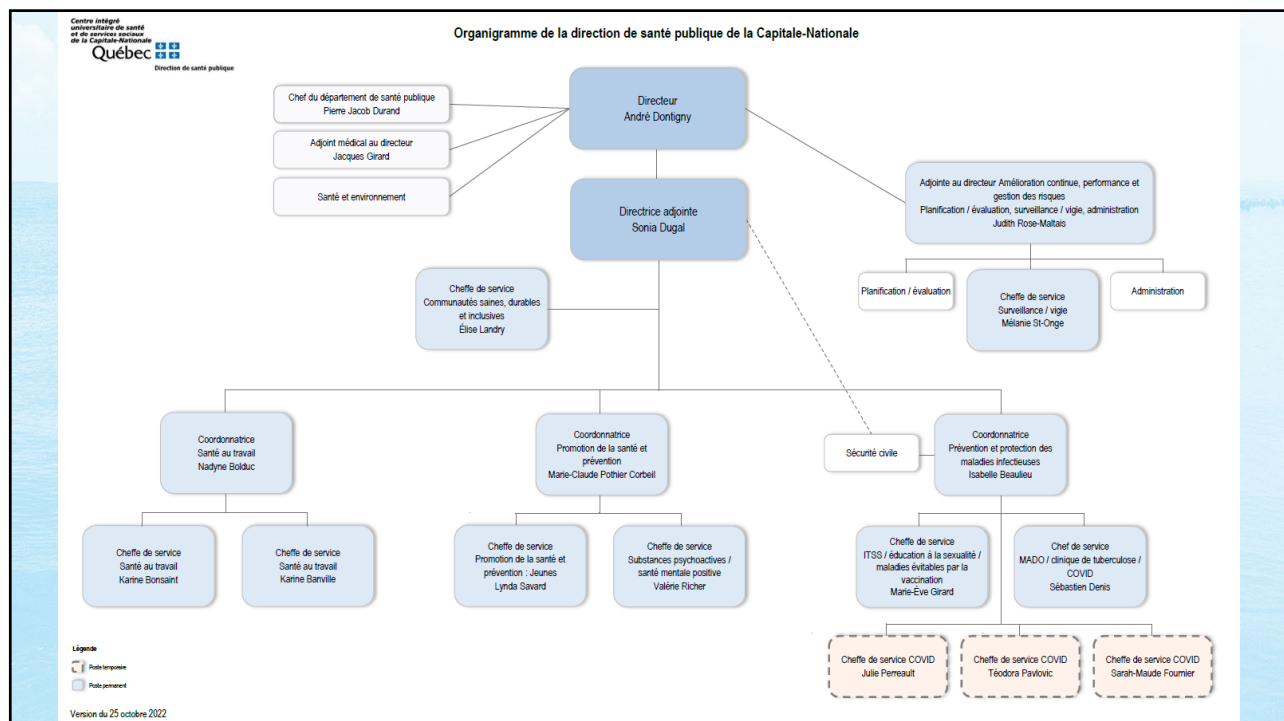 Centre intégré
universitaire de santé
et de services sociaux
de la Capitale-Nationale
Québec
Direction de santé publique
Organigramme de la direction de santé publique de la Capitale-Nationale
Chef du département de santé publique
Pierre Jacob Durand
Adjoint médical au directeur
Jacques Girard
Santé et environnement
Directeur
André Dontigny
Directrice adjointe
Sonia Dugal
Adjointe au directeur Amélioration continue, performance et
gestion des risques
Planification / évaluation, surveillance / vigie, administration
Judith Rose-Maltais
Planification / évaluation
Cheffe de service
Surveillance / vigie
Mélanie St-Onge
Administration
Cheffe de service
Communautés saines, durables
et inclusives
Élise Landry
Coordonnatrice
Santé au travail
Nadyne Bolduc
Coordonnatrice
Promotion de la santé et
prévention
Marie-Claude Pothier Corbeil
Sécurité civile
Coordonnatrice
Prévention et protection des
maladies infectieuses
Isabelle Beaulieu
Cheffe de service
Santé au travail
Karine Bonsaint
Cheffe de service
Santé au travail
Karine Banville
Cheffe de service
Promotion de la santé et
prévention : Jeunes
Lynda Savard
Cheffe de service
Substances psychoactives /
santé mentale positive
Valérie Richer
Cheffe de service
ITSS / éducation à la sexualité /
maladies évitables par la
vaccination
Marie-Ève Girard
Chef de service
MADO / clinique de tuberculose /
COVID
Sébastien Denis
Cheffe de service COVID
Julie Perreault
Cheffe de service COVID
Téodora Pavlovic
Cheffe de service COVID
Sarah-Maude Fournier
Légende
Poste temporaire
Poste permanent
Version du 25 octobre 2022